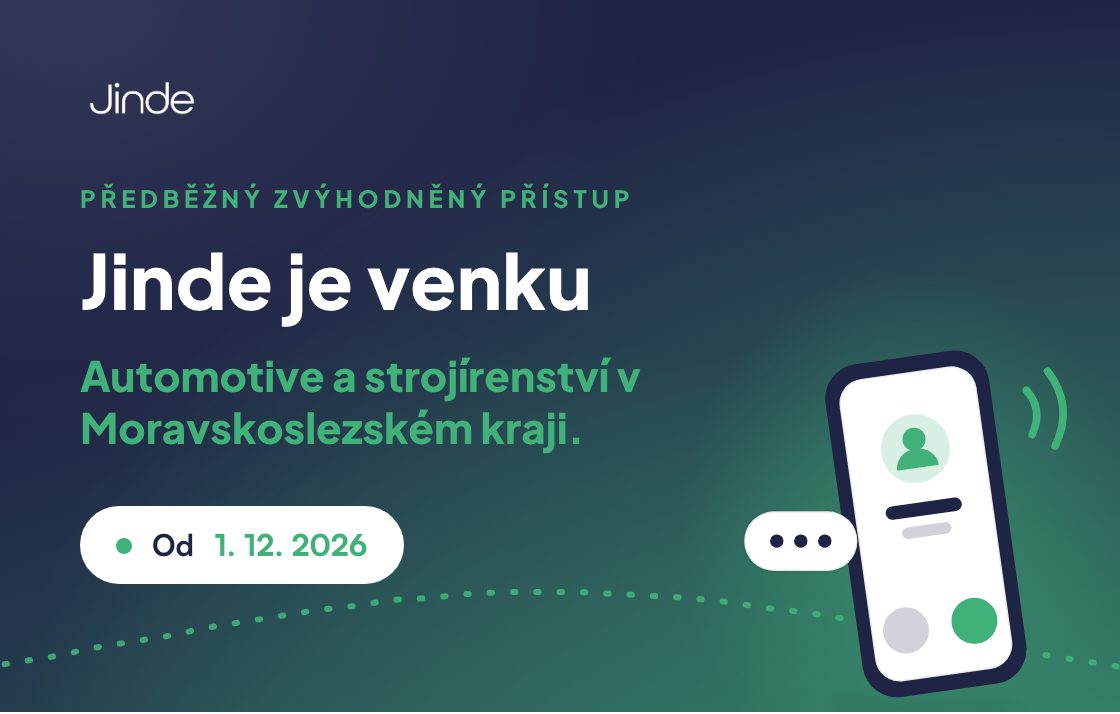 Jinde
PŘEDBĚŽNÝ ZVÝHODNĚNÝ PŘÍSTUP
Jinde je venku
Automotive a strojírenství v
Moravskoslezském kraji.
Od 1. 12. 2026